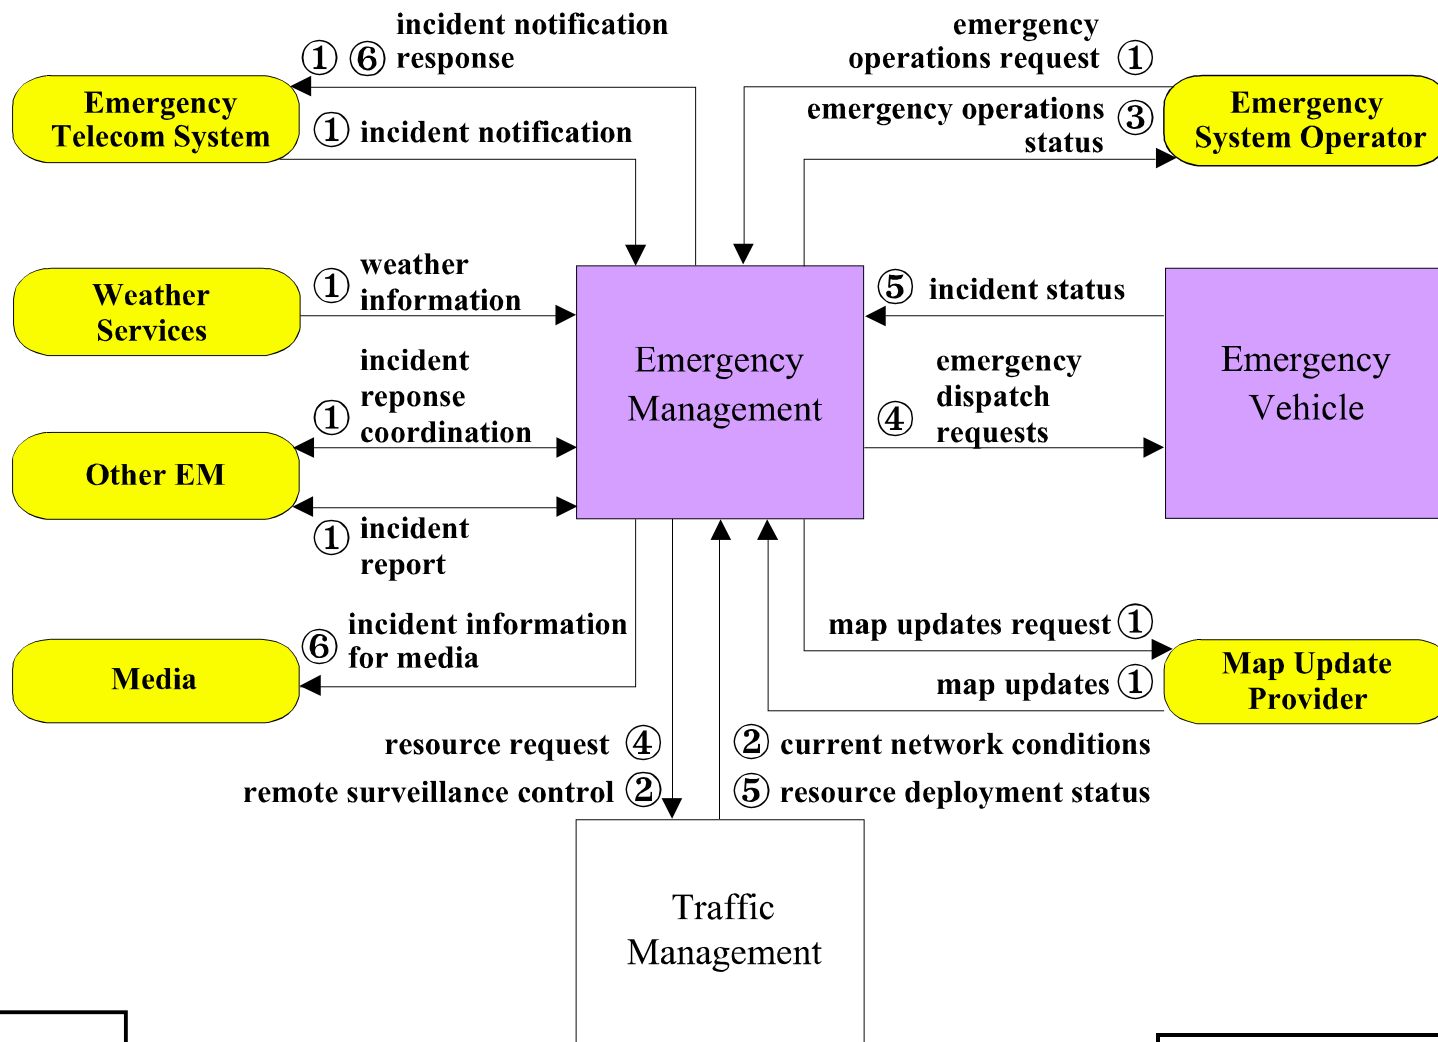 incident notification
① ⑥ response
emergency
operations request ①
Emergency
Telecom System
① incident notification
emergency operations
status ③
Emergency
System Operator
weather
① information
Weather
Services
⑤ incident status
incident
reponse
① coordination
Emergency
Management
emergency
dispatch
④ requests
Emergency
Vehicle
Other EM
① incident
report
incident information
⑥ for media
Media
map updates request ①
map updates ①
Map Update
Provider
resource request ④
remote surveillance control ②
② current network conditions
⑤ resource deployment status
Traffic
Management